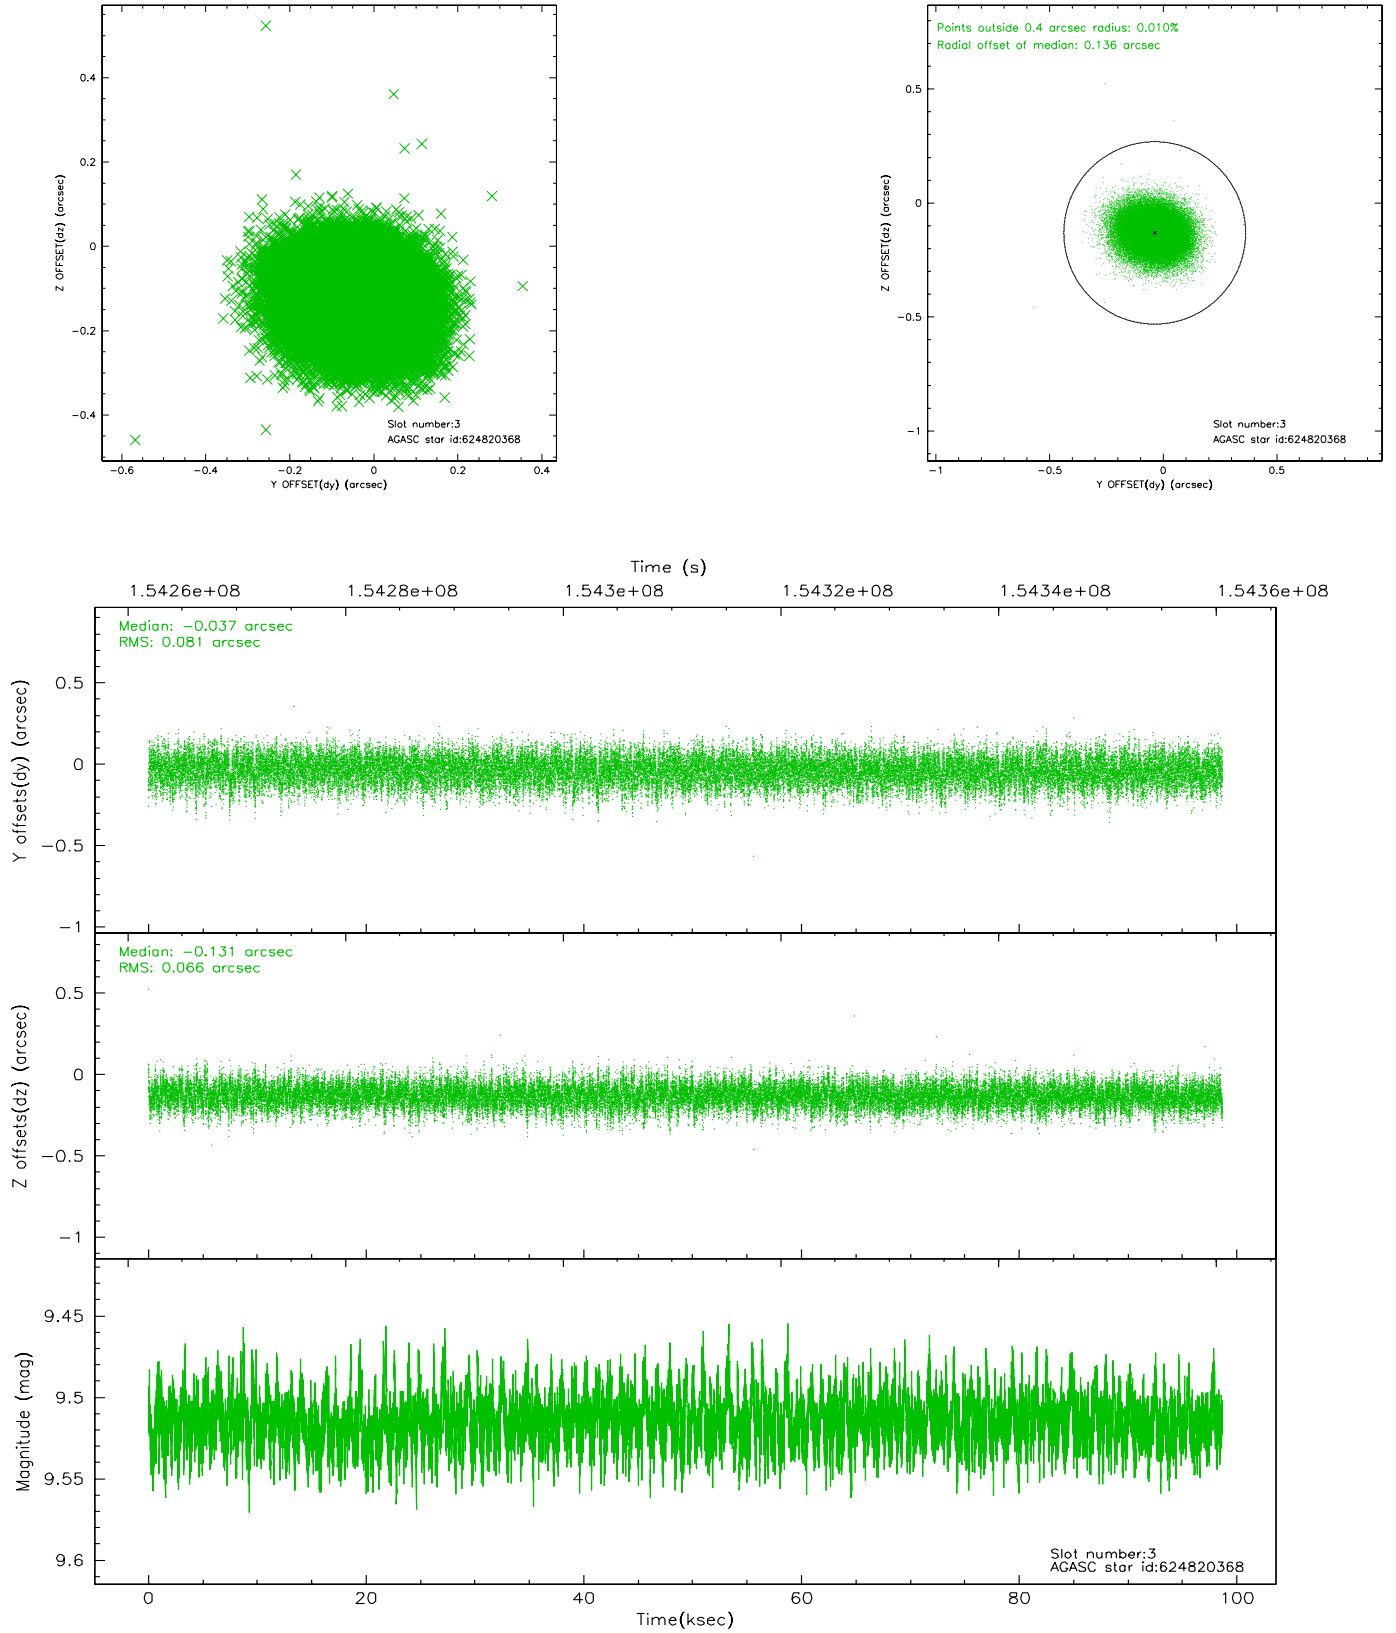 0.4
0.2
0
−0.2
−0.4
Z OFFSET(dz) (arcsec)
Slot number:3
AGASC star id:624820368
−0.6 −0.4 −0.2 0 0.2 0.4
Y OFFSET(dy) (arcsec)
Points outside 0.4 arcsec radius: 0.010%
Radial offset of median: 0.136 arcsec
0.5
0
−0.5
−1
Z OFFSET(dz) (arcsec)
Slot number:3
AGASC star id:624820368
−1 −0.5 0 0.5
Y OFFSET(dy) (arcsec)
Time (s)
1.5426e+08 1.5428e+08 1.543e+08 1.5432e+08 1.5434e+08 1.5436e+08
Median: −0.037 arcsec
RMS: 0.081 arcsec
0.5
0
−0.5
−1
Y offsets(dy) (arcsec)
Median: −0.131 arcsec
RMS: 0.066 arcsec
0.5
0
−0.5
−1
Z offsets(dz) (arcsec)
9.45
9.5
9.55
9.6
Magnitude (mag)
Slot number:3
AGASC star id:624820368
0 20 40 60 80 100
Time(ksec)